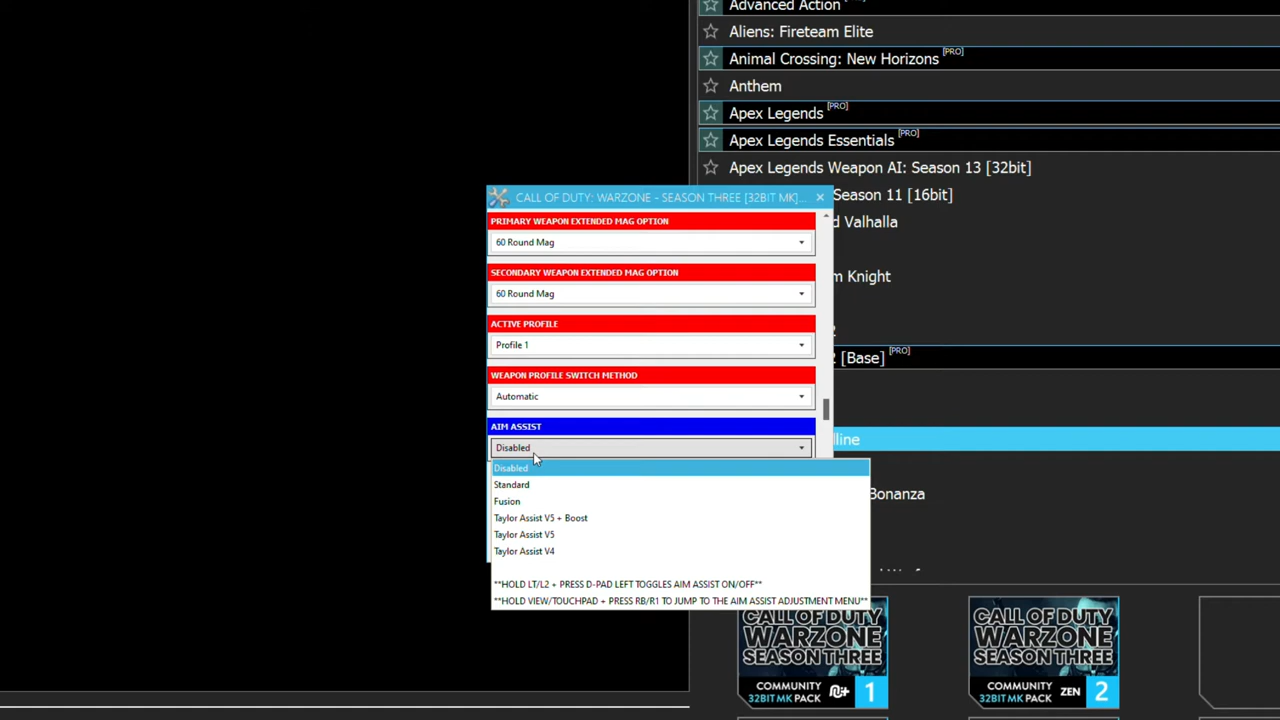 Advanced Action
Aliens: Fireteam Elite
Animal Crossing: New Horizons [PRO]
Anthem
Apex Legends [PRO]
Apex Legends Essentials [PRO]
Apex Legends Weapon AI: Season 13 [32bit]
CALL OF DUTY: WARZONE - SEASON THREE [32BIT MK]...
Season 11 [16bit]
PRIMARY WEAPON EXTENDED MAG OPTION
d Valhalla
60 Round Mag
SECONDARY WEAPON EXTENDED MAG OPTION
m Knight
60 Round Mag
ACTIVE PROFILE
Profile 1
2 [Base] [PRO]
WEAPON PROFILE SWITCH METHOD
Automatic
AIM ASSIST
lline
Disabled
Disabled
Standard
Bonanza
Fusion
Taylor Assist V5 + Boost
Taylor Assist V5
Taylor Assist V4
**HOLD LT/L2 + PRESS D-PAD LEFT TOGGLES AIM ASSIST ON/OFF**
**HOLD VIEW/TOUCHPAD + PRESS RB/R1 TO JUMP TO THE AIM ASSIST ADJUSTMENT MENU**
CALL OF DUTY
WARZONE
SEASON THREE
COMMUNITY
32BIT MK PACK
1
CALL OF DUTY
WARZONE
SEASON THREE
COMMUNITY
32BIT MK PACK
ZEN
2